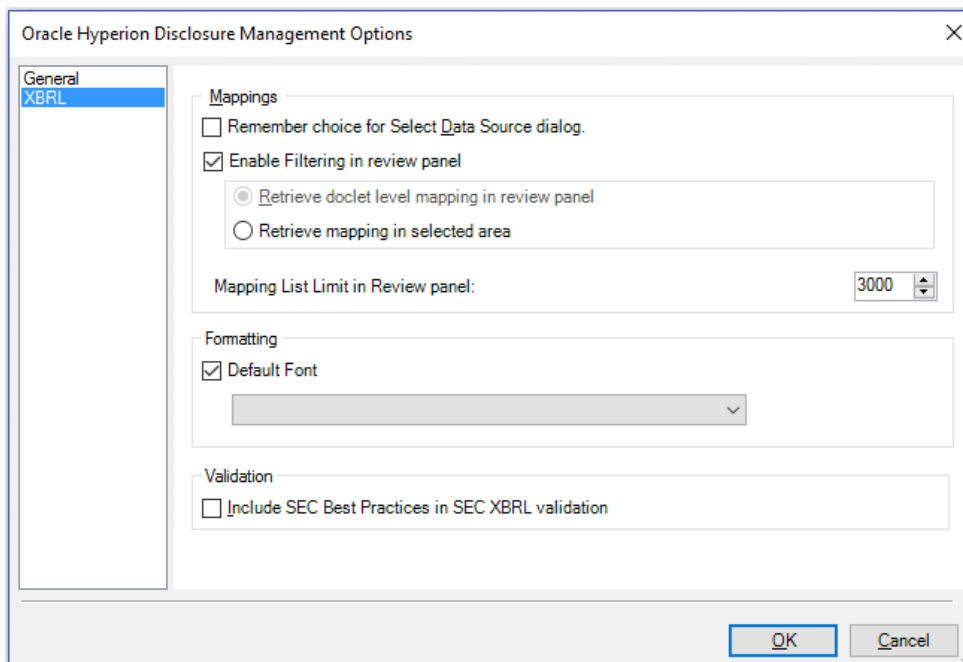 Oracle Hyperion Disclosure Management Options
General
XBRL
Mappings
Remember choice for Select Data Source dialog.
Enable Filtering in review panel
Retrieve doclet level mapping in review panel
Retrieve mapping in selected area
Mapping List Limit in Review panel:
3000
Formatting
Default Font
Validation
Include SEC Best Practices in SEC XBRL validation
OK
Cancel